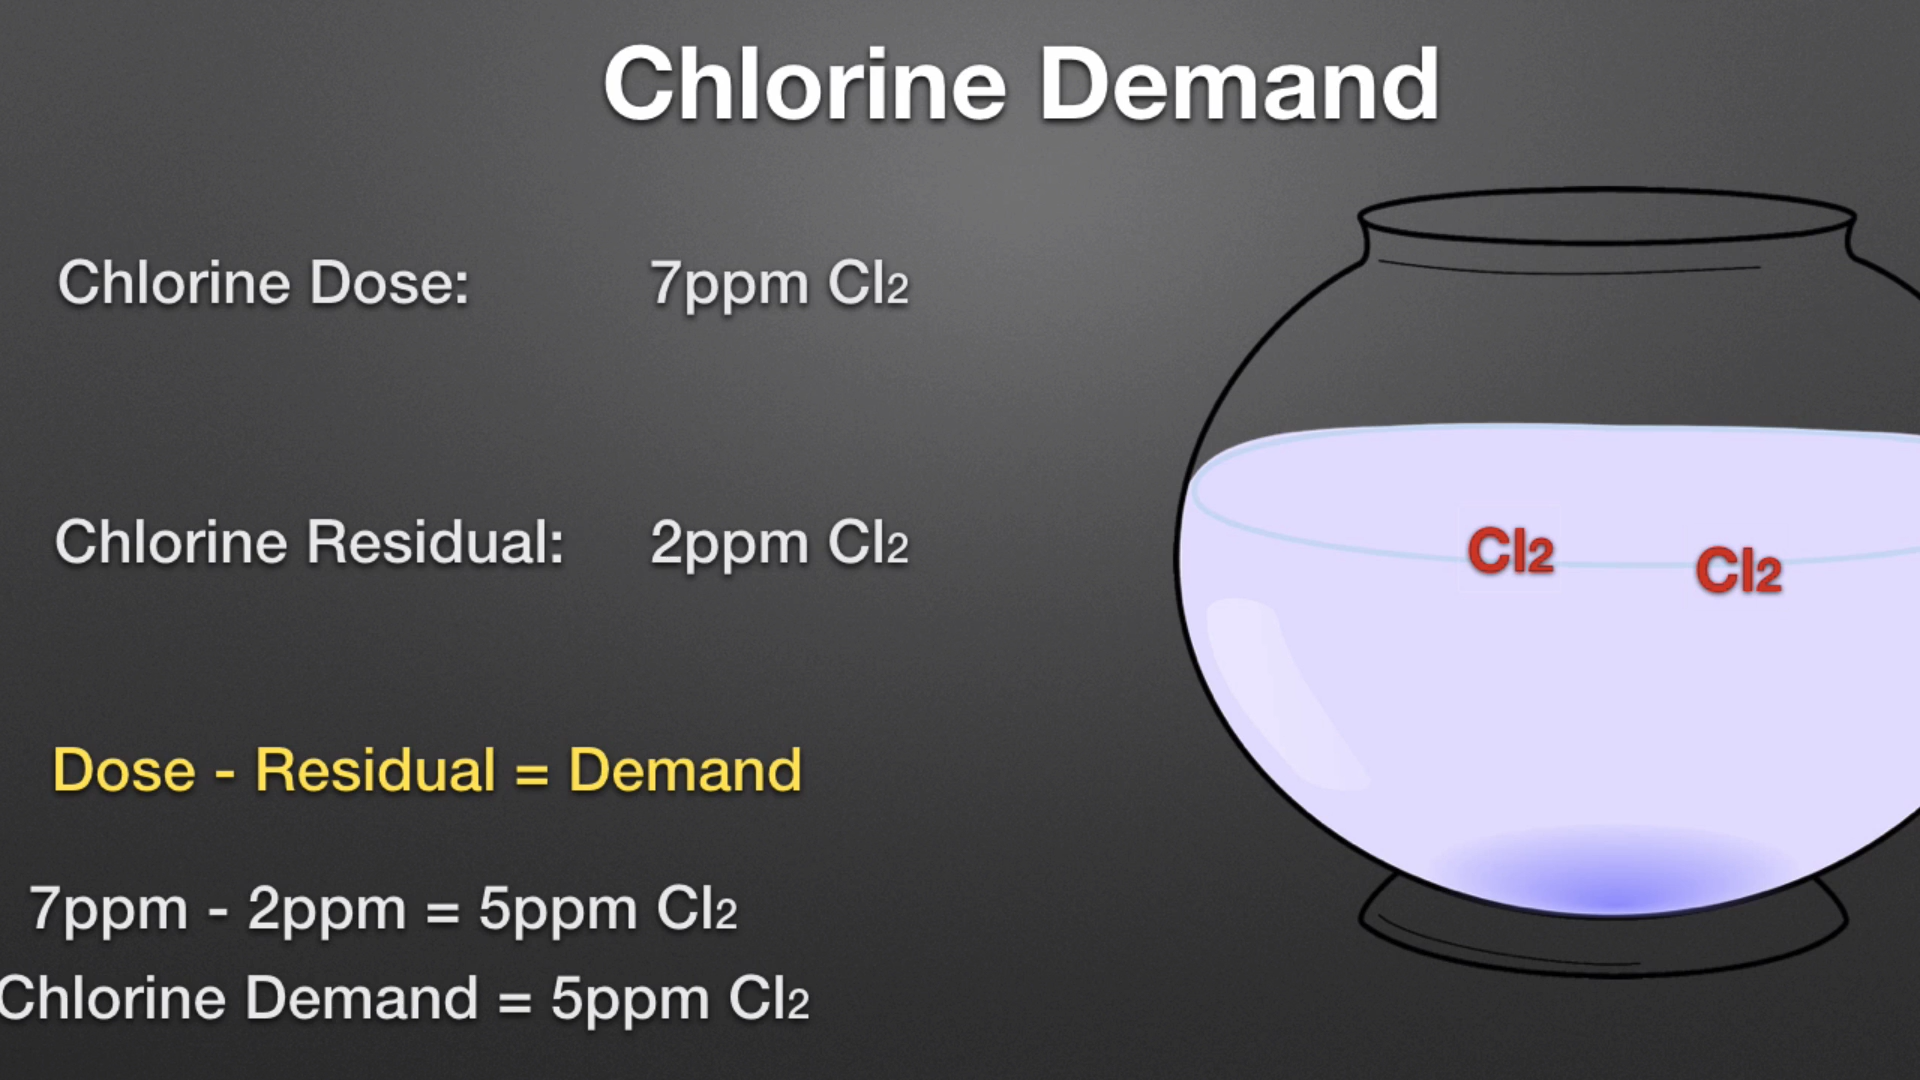 Chlorine Demand
Chlorine Dose: 7ppm Cl2
Chlorine Residual: 2ppm Cl2
Cl2
Cl2
Dose - Residual = Demand
7ppm - 2ppm = 5ppm Cl2
Chlorine Demand = 5ppm Cl2